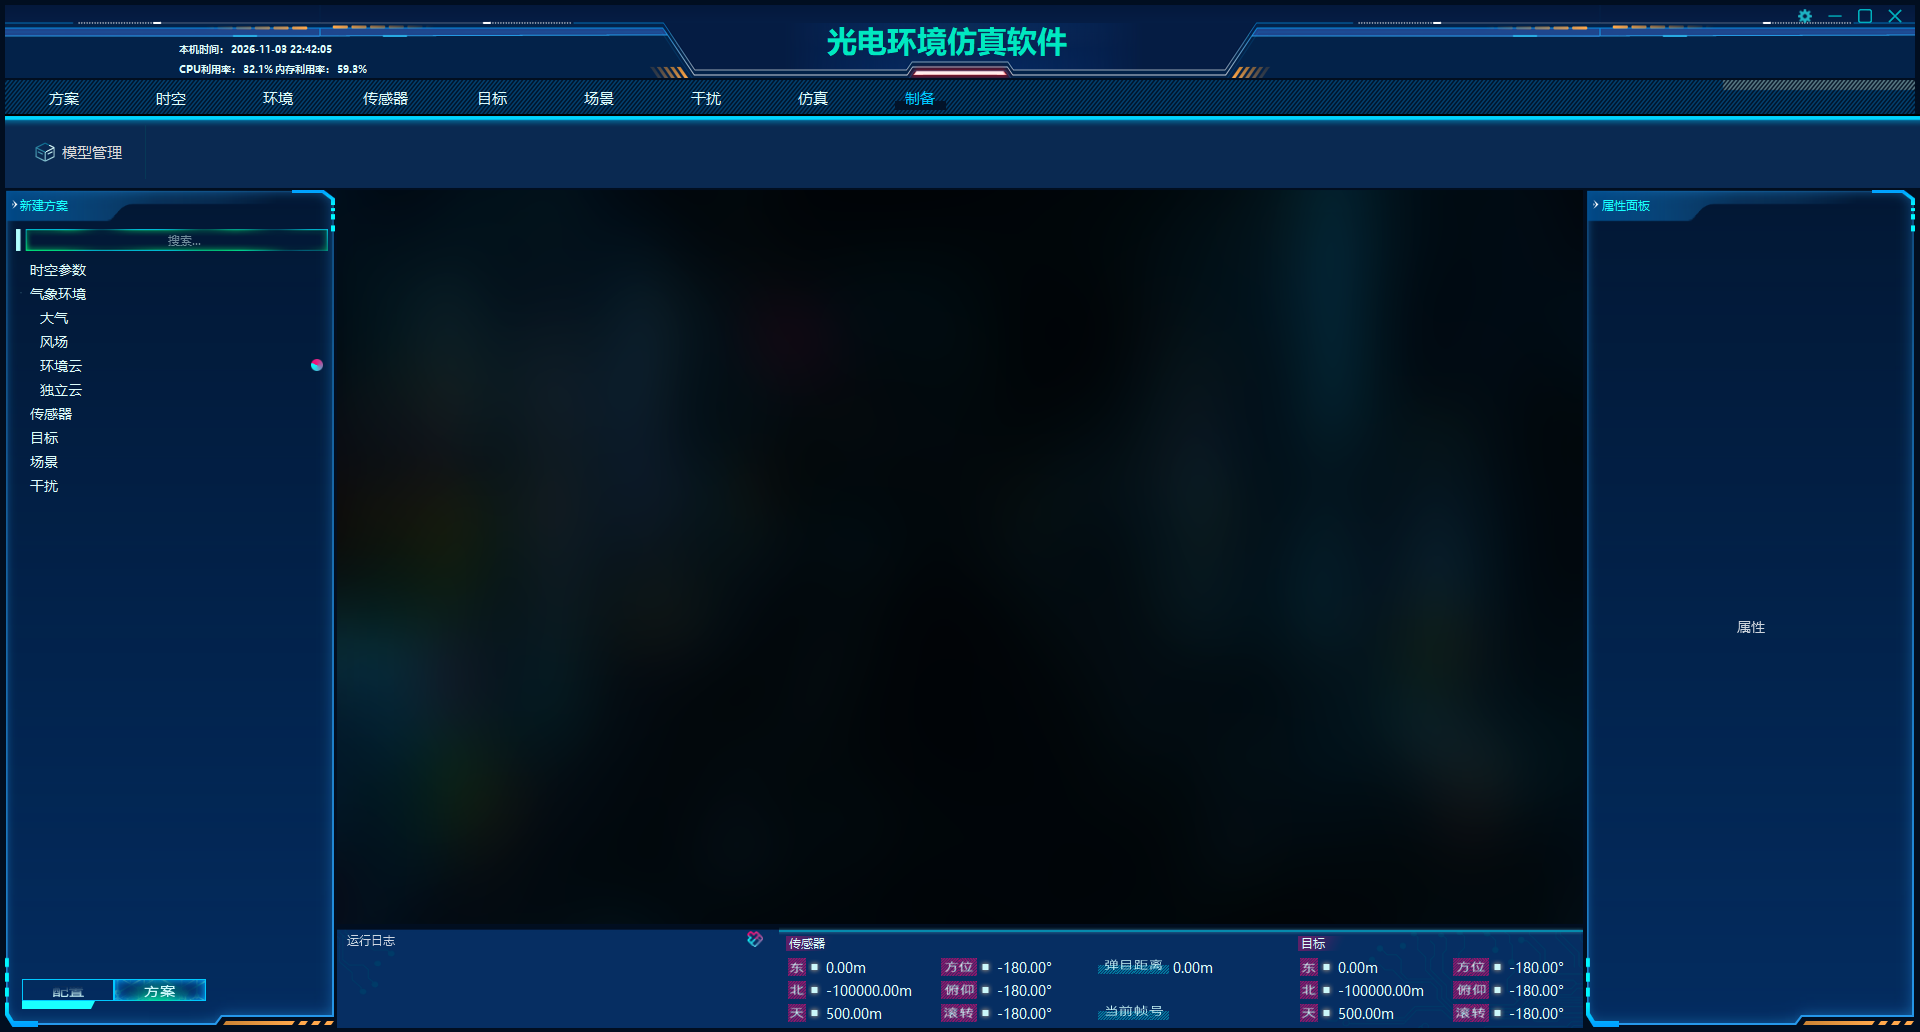 光电环境仿真软件
本机时间: 2026-11-03 22:42:05
CPU利用率: 32.1% 内存利用率: 59.3%
方案 时空 环境 传感器 目标 场景 干扰 仿真 制备
模型管理
新建方案
搜索...
时空参数
气象环境
大气
风场
环境云
独立云
传感器
目标
场景
干扰
配置 方案
运行日志
传感器
东 0.00m 方位 -180.00°
北 -100000.00m 俯仰 -180.00°
天 500.00m 滚转 -180.00°
弹目距离 0.00m
当前帧号
目标
东 0.00m 方位 -180.00°
北 -100000.00m 俯仰 -180.00°
天 500.00m 滚转 -180.00°
属性面板
属性